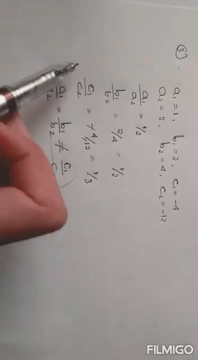 ③
a₁ = 1, b₁ = 2, c₁ = -4
a₂ = 2, b₂ = 4, c₂ = -12
a₁/a₂ = 1/2
b₁/b₂ = 2/4 = 1/2
c₁/c₂ = +4/12 = 1/3
a₁/a₂ = b₁/b₂ ≠ c₁/c
FILMIGO